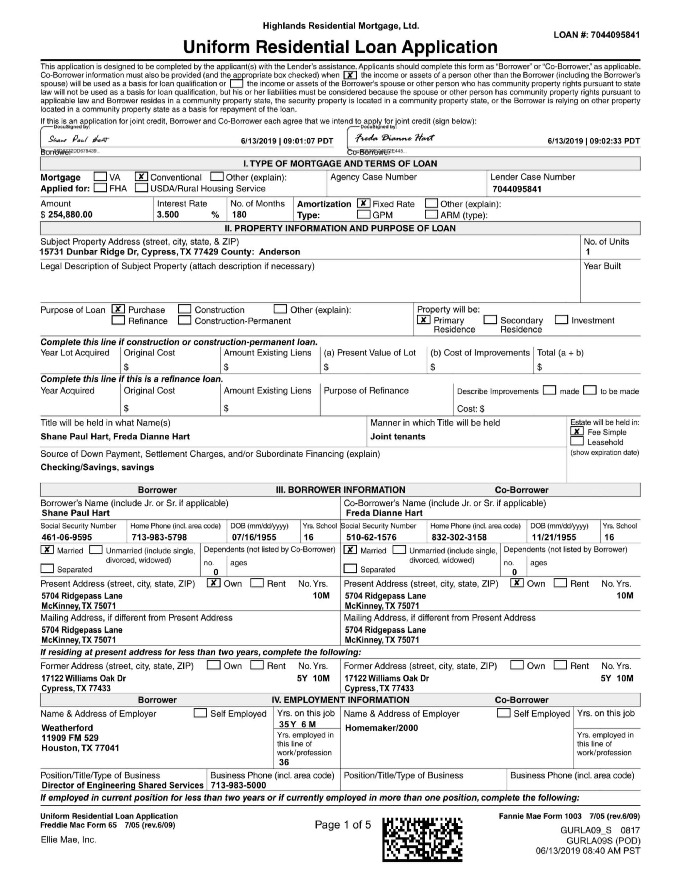 Highlands Residential Mortgage, Ltd.
LOAN #: 7044095841
Uniform Residential Loan Application
This application is designed to be completed by the applicant(s) with the Lender's assistance. Applicants should complete this form as "Borrower" or "Co-Borrower," as applicable.
Co-Borrower information must also be provided (and the appropriate box checked) when X the income or assets of a person other than the Borrower (including the Borrower's
spouse) will be used as a basis for loan qualification or the income or assets of the Borrower's spouse or other person who has community property rights pursuant to state
law will not be used as a basis for loan qualification, but his or her liabilities must be considered because the spouse or other person has community property rights pursuant to
applicable law and Borrower resides in a community property state, the security property is located in a community property state, or the Borrower is relying on other property
located in a community property state as a basis for repayment of the loan.
If this is an application for joint credit, Borrower and Co-Borrower each agree that we intend to apply for joint credit (sign below):
DocuSigned by: DocuSigned by:
Shane Paul Hart 6/13/2019 | 09:01:07 PDT Freda Dianne Hart 6/13/2019 | 09:02:33 PDT
Borrower Co-Borrower
I. TYPE OF MORTGAGE AND TERMS OF LOAN
Mortgage VA X Conventional Other (explain): Agency Case Number Lender Case Number
Applied for: FHA USDA/Rural Housing Service 7044095841
Amount Interest Rate No. of Months Amortization X Fixed Rate Other (explain):
$ 254,880.00 3.500 % 180 Type: GPM ARM (type):
II. PROPERTY INFORMATION AND PURPOSE OF LOAN
Subject Property Address (street, city, state, & ZIP) No. of Units
15731 Dunbar Ridge Dr, Cypress, TX 77429 County: Anderson 1
Legal Description of Subject Property (attach description if necessary) Year Built
Purpose of Loan X Purchase Construction Other (explain): Property will be:
Refinance Construction-Permanent X Primary Residence Secondary Residence Investment
Complete this line if construction or construction-permanent loan.
Year Lot Acquired Original Cost Amount Existing Liens (a) Present Value of Lot (b) Cost of Improvements Total (a + b)
$ $ $ $ $
Complete this line if this is a refinance loan.
Year Acquired Original Cost Amount Existing Liens Purpose of Refinance Describe Improvements made to be made
$ $ Cost: $
Title will be held in what Name(s) Manner in which Title will be held Estate will be held in:
Shane Paul Hart, Freda Dianne Hart Joint tenants X Fee Simple
Leasehold
Source of Down Payment, Settlement Charges, and/or Subordinate Financing (explain) (show expiration date)
Checking/Savings, savings
Borrower III. BORROWER INFORMATION Co-Borrower
Borrower's Name (include Jr. or Sr. if applicable) Co-Borrower's Name (include Jr. or Sr. if applicable)
Shane Paul Hart Freda Dianne Hart
Social Security Number Home Phone (incl. area code) DOB (mm/dd/yyyy) Yrs. School Social Security Number Home Phone (incl. area code) DOB (mm/dd/yyyy) Yrs. School
461-06-9595 713-983-5798 07/16/1955 16 510-62-1576 832-302-3158 11/21/1955 16
X Married Unmarried (include single, divorced, widowed) Dependents (not listed by Co-Borrower) X Married Unmarried (include single, divorced, widowed) Dependents (not listed by Borrower)
Separated no. 0 ages Separated no. 0 ages
Present Address (street, city, state, ZIP) X Own Rent No. Yrs. Present Address (street, city, state, ZIP) X Own Rent No. Yrs.
5704 Ridgepass Lane 10M 5704 Ridgepass Lane 10M
McKinney, TX 75071 McKinney, TX 75071
Mailing Address, if different from Present Address Mailing Address, if different from Present Address
5704 Ridgepass Lane 5704 Ridgepass Lane
McKinney, TX 75071 McKinney, TX 75071
If residing at present address for less than two years, complete the following:
Former Address (street, city, state, ZIP) Own Rent No. Yrs. Former Address (street, city, state, ZIP) Own Rent No. Yrs.
17122 Williams Oak Dr 5Y 10M 17122 Williams Oak Dr 5Y 10M
Cypress, TX 77433 Cypress, TX 77433
Borrower IV. EMPLOYMENT INFORMATION Co-Borrower
Name & Address of Employer Self Employed Yrs. on this job Name & Address of Employer Self Employed Yrs. on this job
35Y 6 M
Weatherford Homemaker/2000
11909 FM 529
Houston, TX 77041
Yrs. employed in this line of work/profession Yrs. employed in this line of work/profession
36
Position/Title/Type of Business Business Phone (incl. area code) Position/Title/Type of Business Business Phone (incl. area code)
Director of Engineering Shared Services 713-983-5000
If employed in current position for less than two years or if currently employed in more than one position, complete the following:
Uniform Residential Loan Application Fannie Mae Form 1003 7/05 (rev.6/09)
Freddie Mac Form 65 7/05 (rev.6/09) Page 1 of 5 GURLA09_S 0817
Ellie Mae, Inc. GURLA09S (POD)
06/13/2019 08:40 AM PST